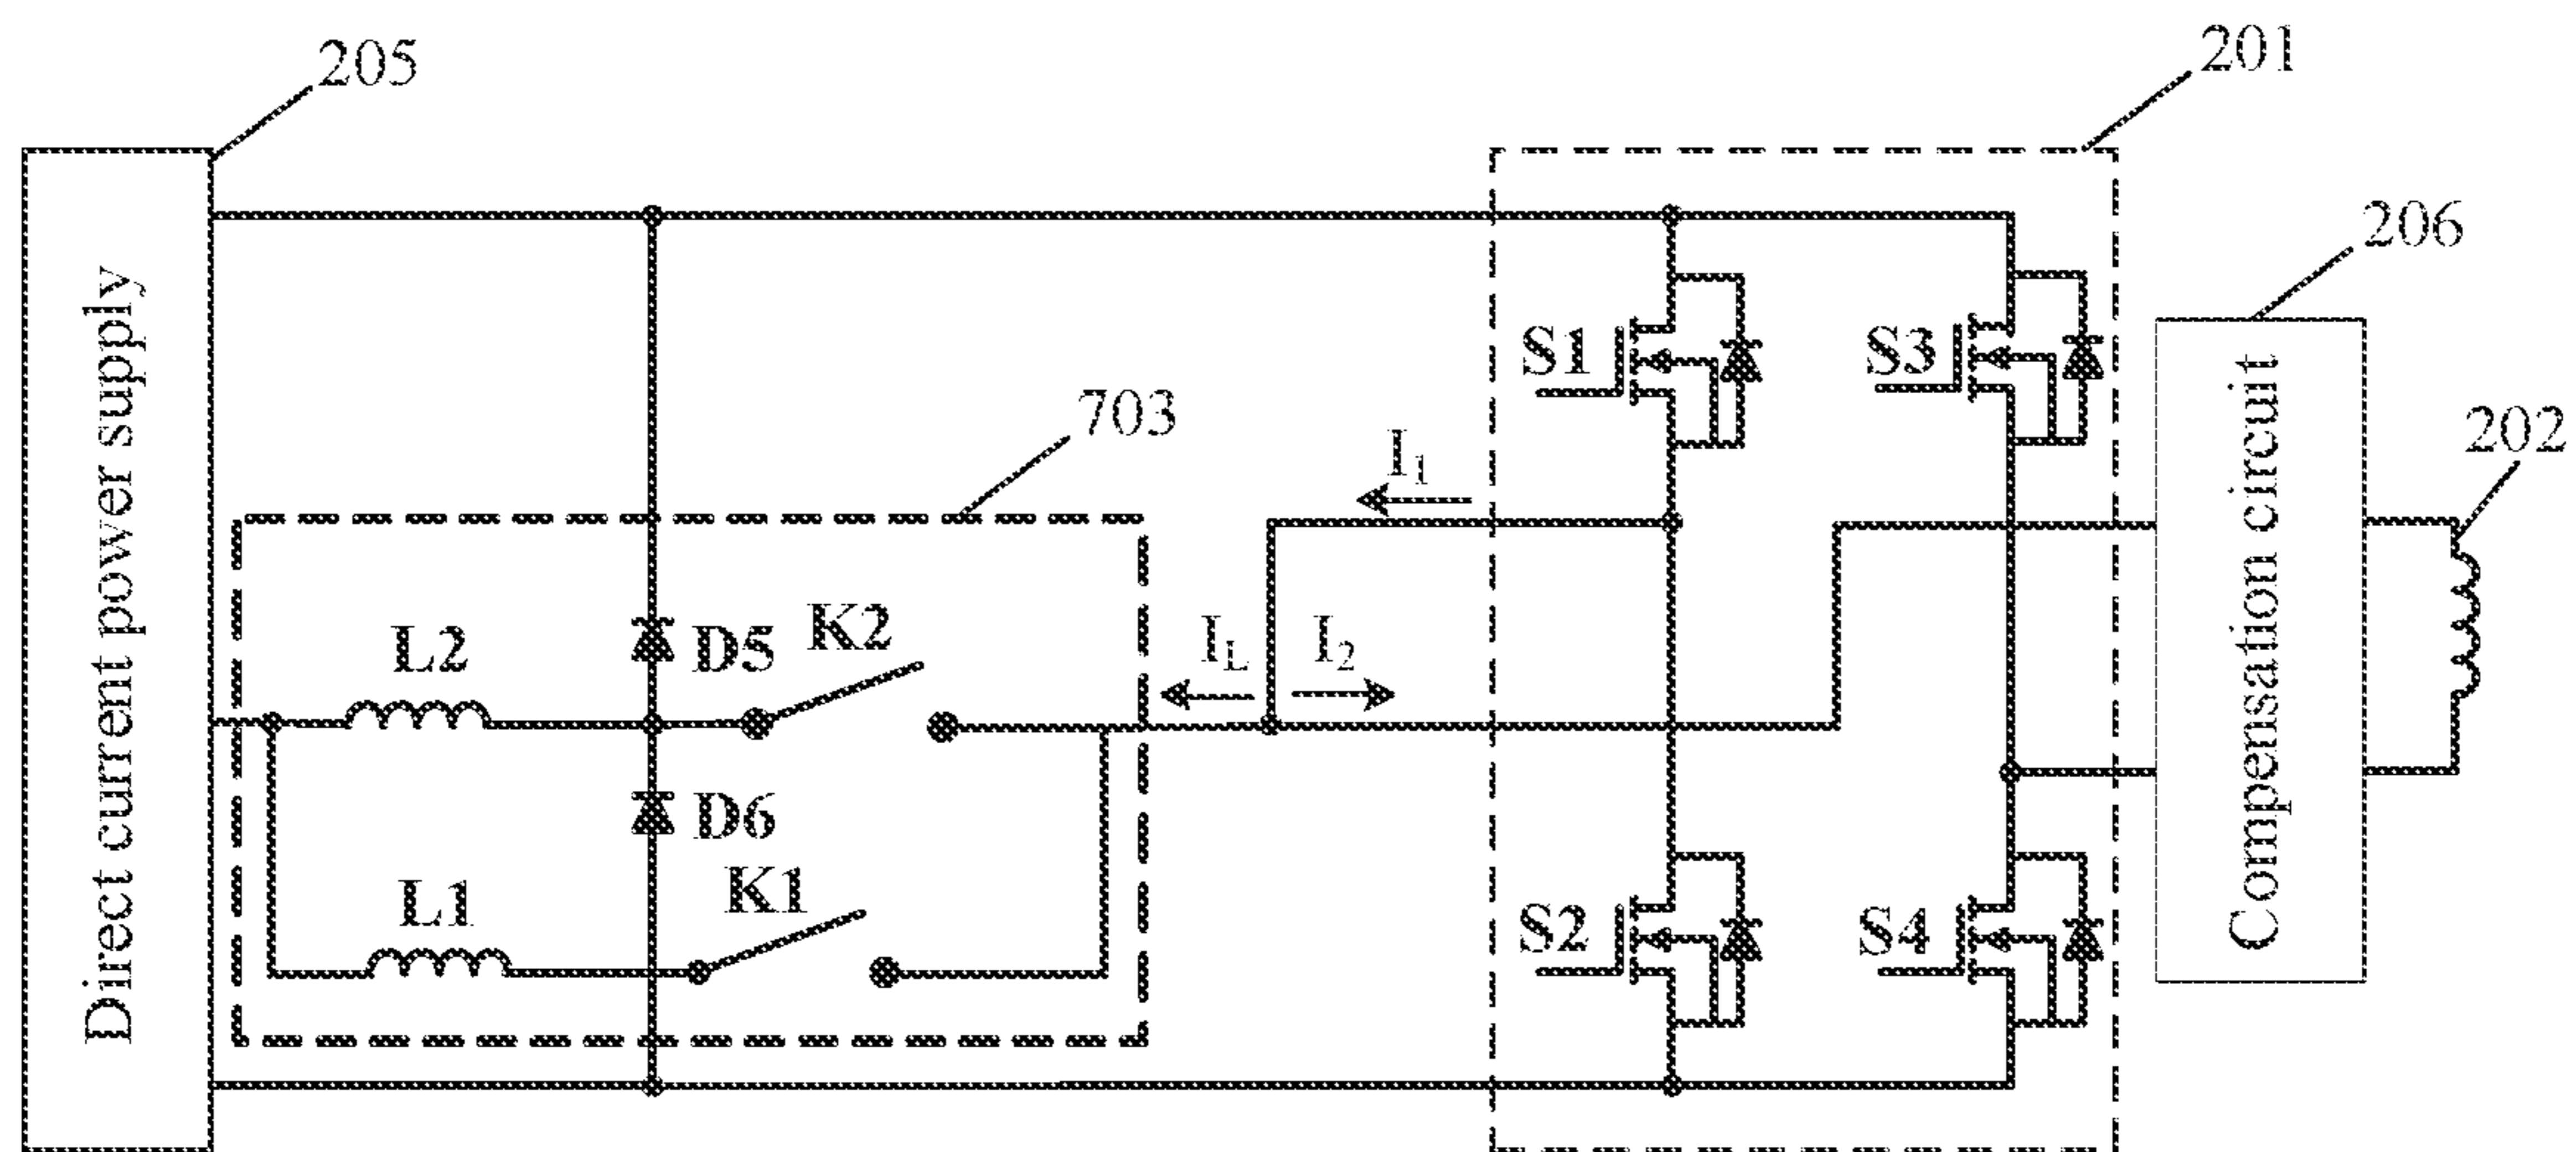 205
201
206
Direct current power supply
S1
S3
Compensation circuit
703
202
I₁
L2
D5
K2
I_L
I₂
D6
L1
K1
S2
S4